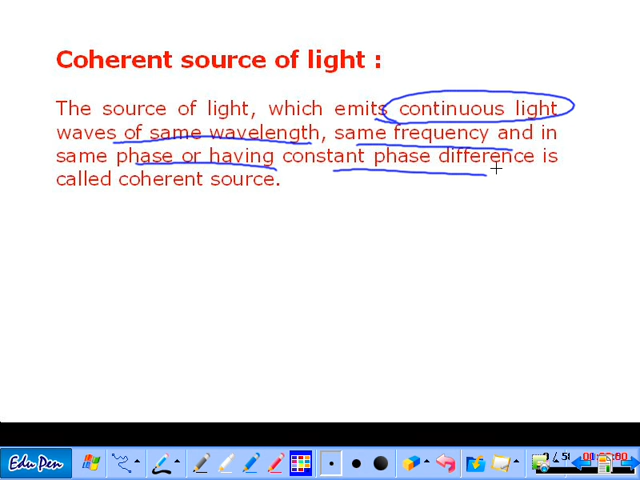 Coherent source of light :
The source of light, which emits continuous light
waves of same wavelength, same frequency and in
same phase or having constant phase difference is
called coherent source.
Edu Pen